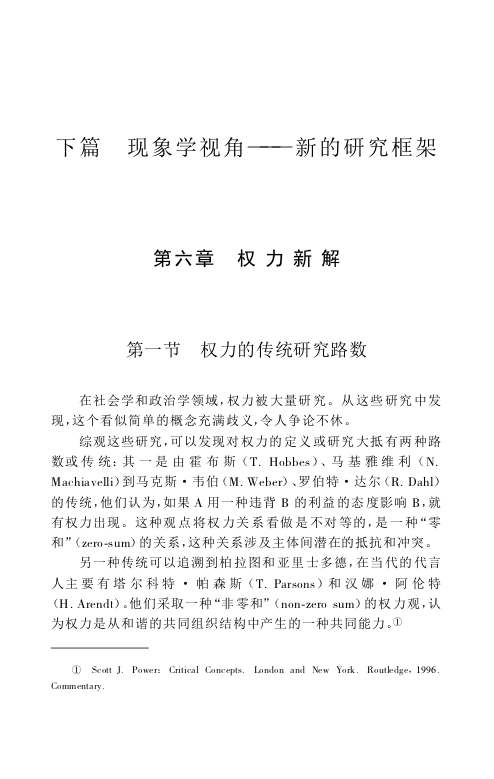 下篇　现象学视角——新的研究框架
第六章　权 力 新 解
第一节　权力的传统研究路数
在社会学和政治学领域,权力被大量研究。从这些研究中发
现,这个看似简单的概念充满歧义,令人争论不休。
综观这些研究,可以发现对权力的定义或研究大抵有两种路
数或传统:其一是由霍布斯(T. Hobbes)、马基雅维利(N.
Machiavelli)到马克斯·韦伯(M. Weber)、罗伯特·达尔(R. Dahl)
的传统,他们认为,如果 A 用一种违背 B 的利益的态度影响 B,就
有权力出现。这种观点将权力关系看做是不对等的,是一种“零
和”(zero-sum)的关系,这种关系涉及主体间潜在的抵抗和冲突。
另一种传统可以追溯到柏拉图和亚里士多德,在当代的代言
人主要有塔尔科特·帕森斯(T. Parsons)和汉娜·阿伦特
(H. Arendt)。他们采取一种“非零和”(non-zero sum)的权力观,认
为权力是从和谐的共同组织结构中产生的一种共同能力。①
①　Scott J. Power: Critical Concepts. London and New York. Routledge, 1996.
Commentary.